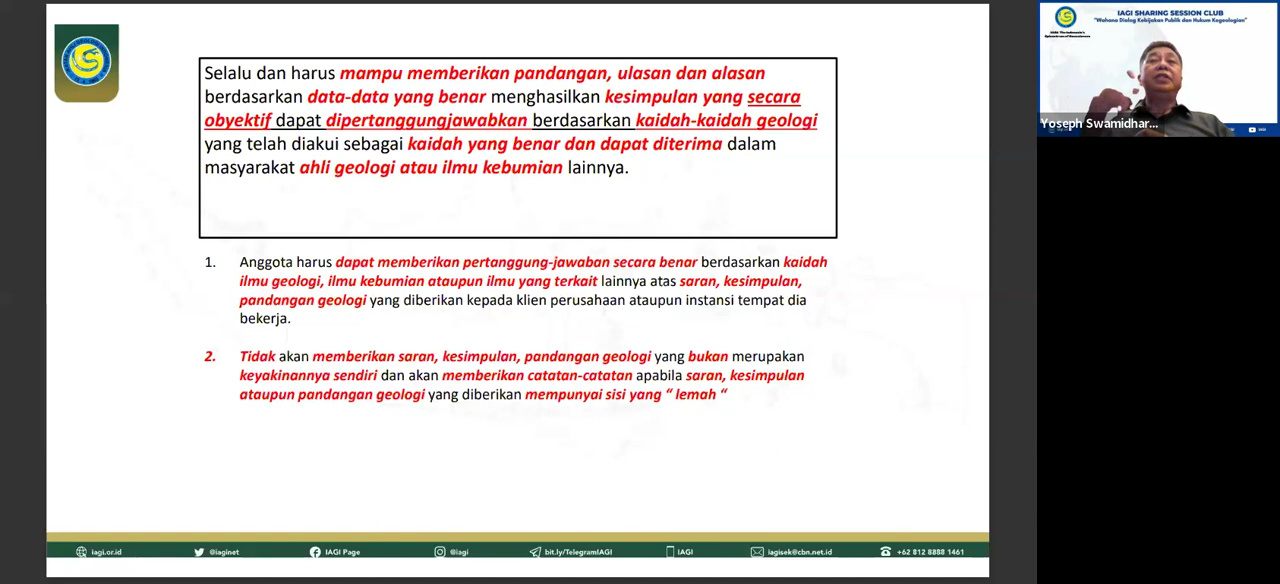 Selalu dan harus mampu memberikan pandangan, ulasan dan alasan
berdasarkan data-data yang benar menghasilkan kesimpulan yang secara
obyektif dapat dipertanggungjawabkan berdasarkan kaidah-kaidah geologi
yang telah diakui sebagai kaidah yang benar dan dapat diterima dalam
masyarakat ahli geologi atau ilmu kebumian lainnya.
1. Anggota harus dapat memberikan pertanggung-jawaban secara benar berdasarkan kaidah
ilmu geologi, ilmu kebumian ataupun ilmu yang terkait lainnya atas saran, kesimpulan,
pandangan geologi yang diberikan kepada klien perusahaan ataupun instansi tempat dia
bekerja.
2. Tidak akan memberikan saran, kesimpulan, pandangan geologi yang bukan merupakan
keyakinannya sendiri dan akan memberikan catatan-catatan apabila saran, kesimpulan
ataupun pandangan geologi yang diberikan mempunyai sisi yang “ lemah “
iagi.or.id @iaginet IAGI Page @iagi bit.ly/TelegramIAGI IAGI iagisek@cbn.net.id +62 812 8888 1461
IAGI SHARING SESSION CLUB
"Wahana Dialog Kebijakan Publik dan Hukum Kegeologian"
Yoseph Swamidhar...